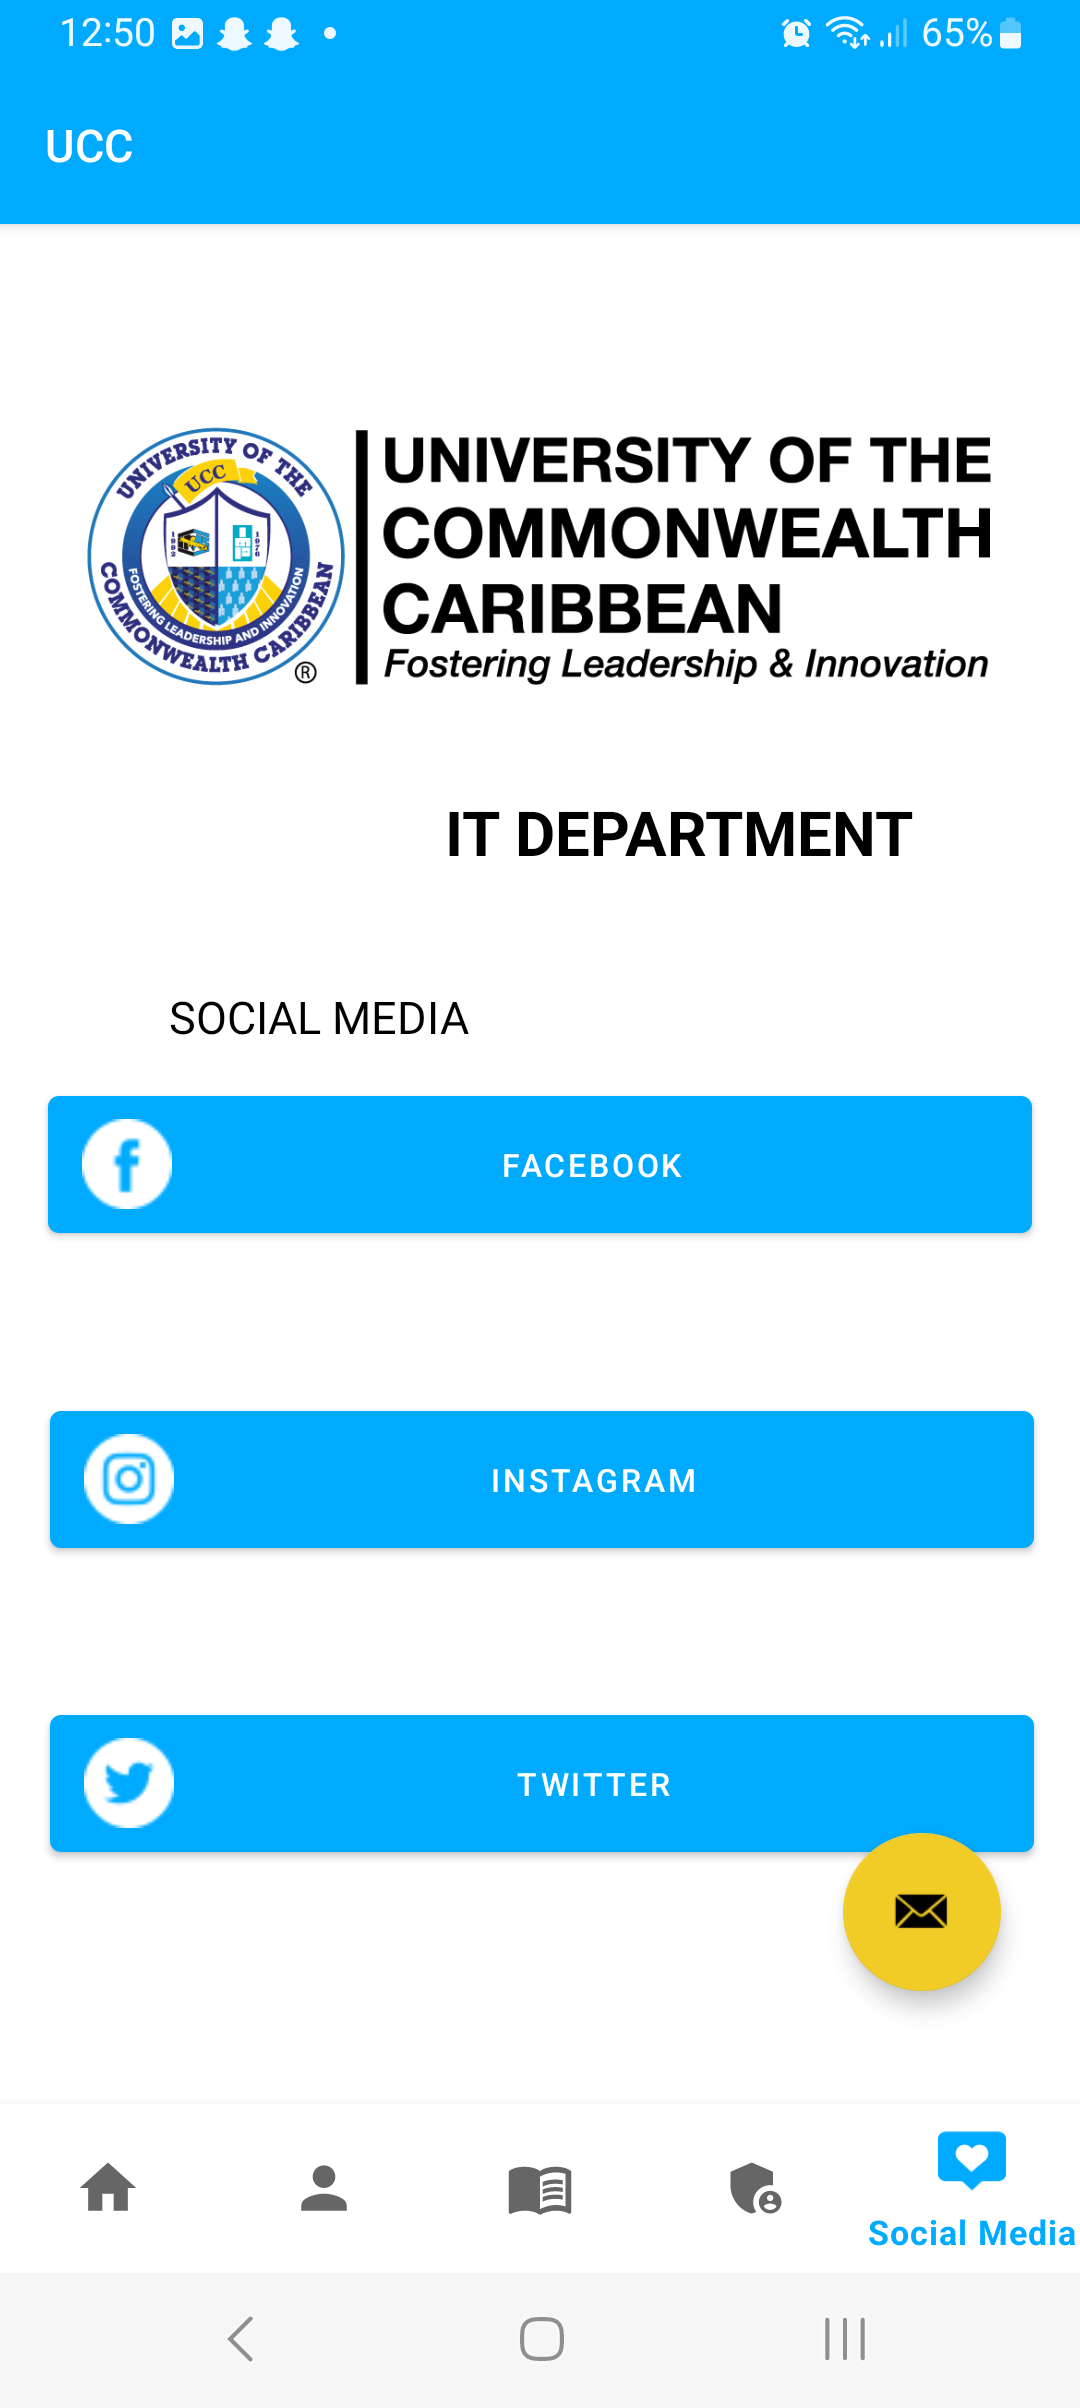 12:50
65%
UCC
UNIVERSITY OF THE
COMMONWEALTH CARIBBEAN
UCC
1992
1976
FOSTERING LEADERSHIP AND INNOVATION
®
UNIVERSITY OF THE
COMMONWEALTH
CARIBBEAN
Fostering Leadership & Innovation
IT DEPARTMENT
SOCIAL MEDIA
FACEBOOK
INSTAGRAM
TWITTER
Social Media